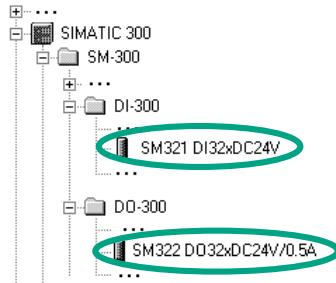 ...
SIMATIC 300
SM-300
...
DI-300
...
SM321 DI32xDC24V
...
DO-300
...
SM322 DO32xDC24V/0.5A
...